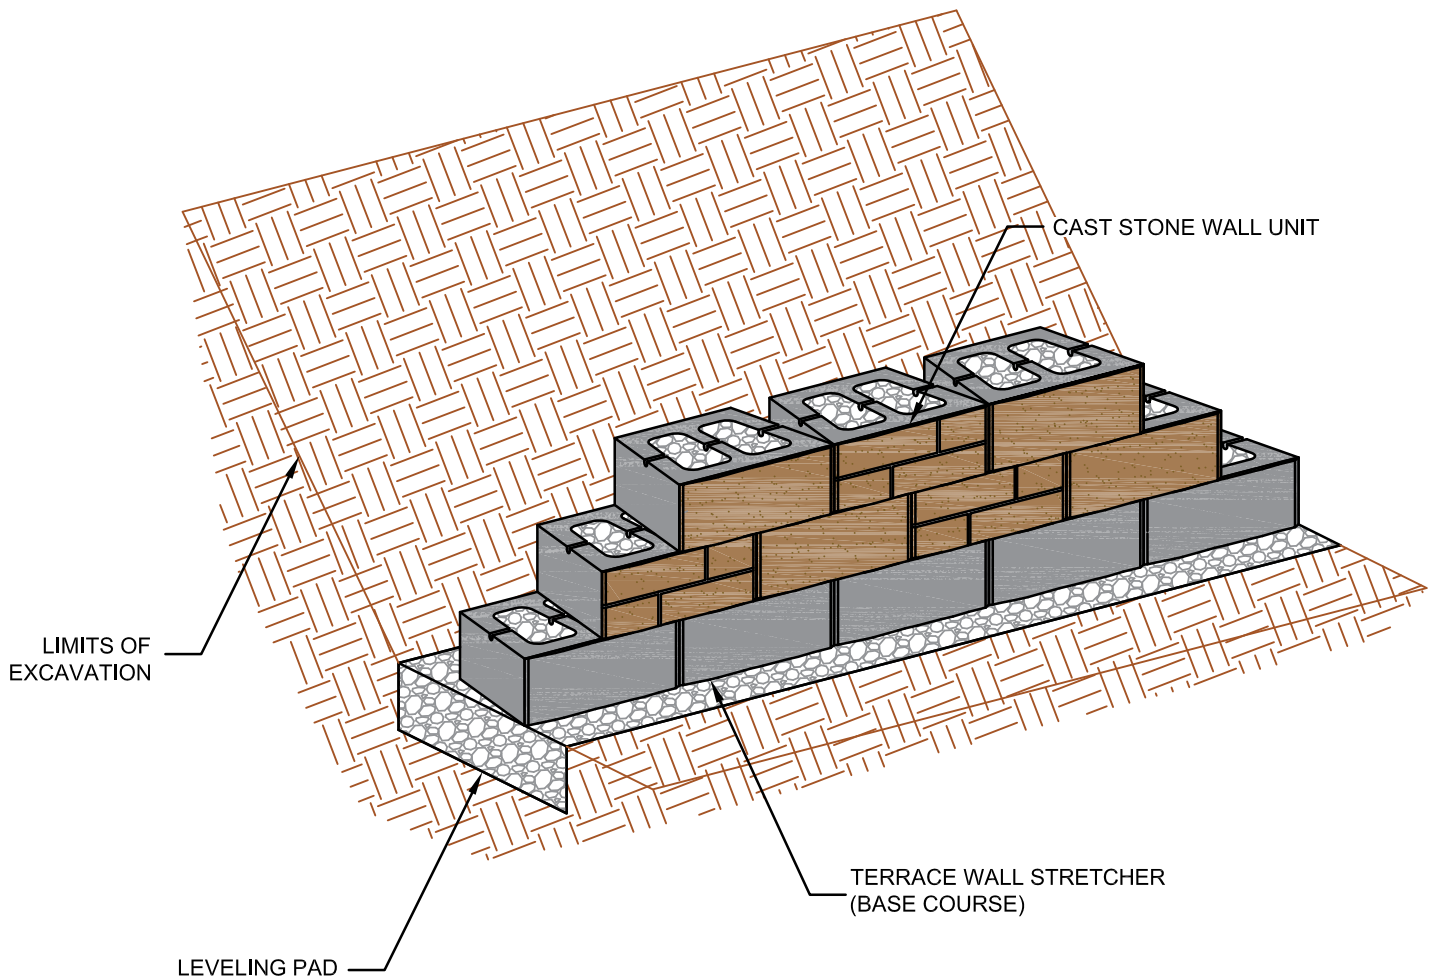 CAST STONE WALL UNIT
LIMITS OF
EXCAVATION
TERRACE WALL STRETCHER
(BASE COURSE)
LEVELING PAD